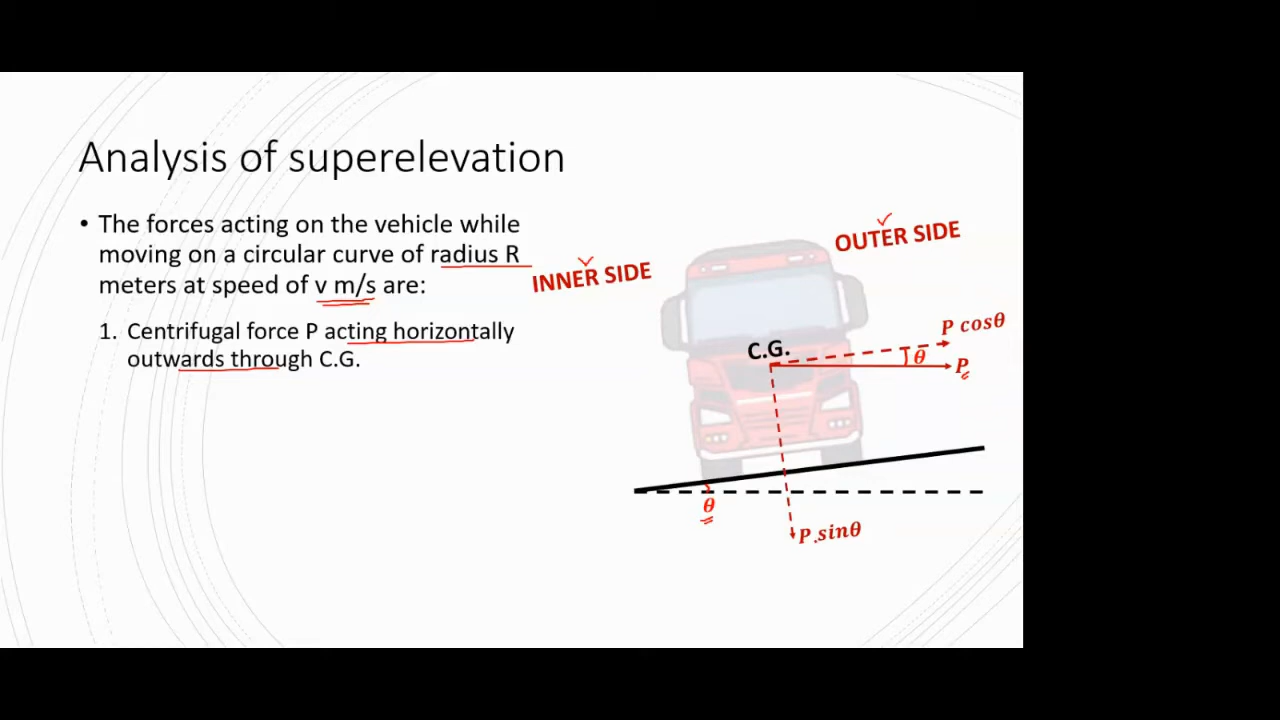 Analysis of superelevation
• The forces acting on the vehicle while
moving on a circular curve of radius R
meters at speed of v m/s are:
1. Centrifugal force P acting horizontally
outwards through C.G.
INNER SIDE
OUTER SIDE
C.G.
P cosθ
θ
P
θ
P sinθ